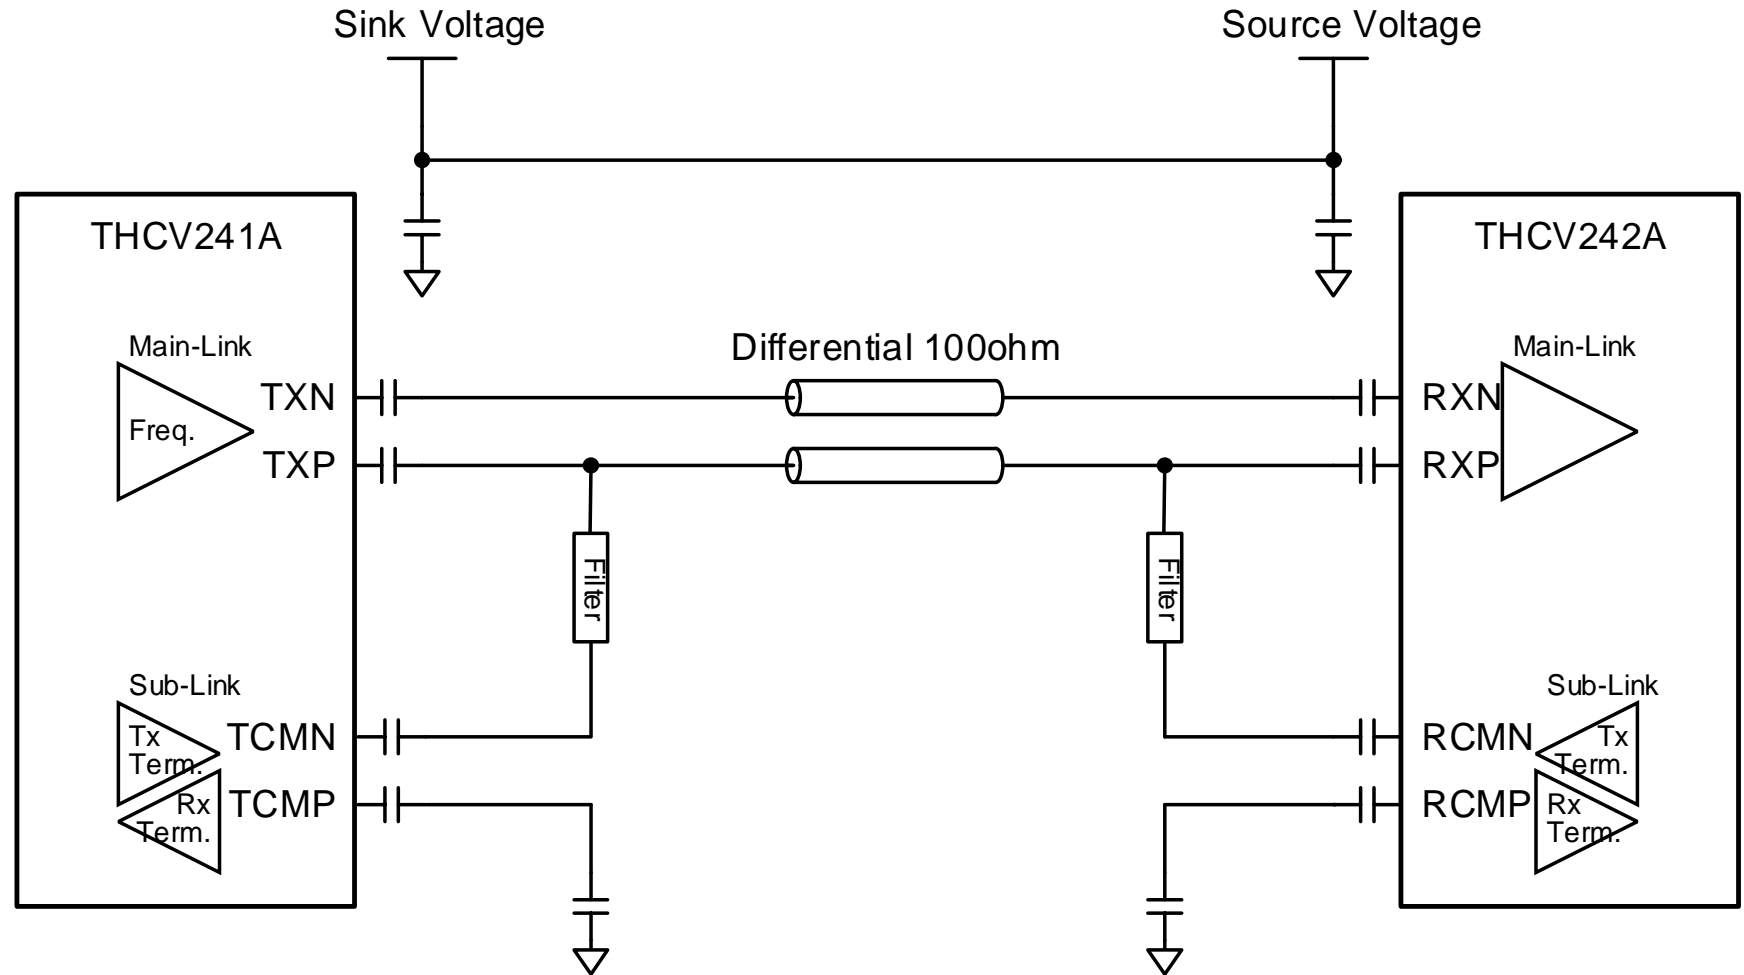 Sink Voltage
Source Voltage
THCV241A
THCV242A
Differential 100ohm
Main-Link
Main-Link
TXN
RXN
Freq.
TXP
RXP
Filter
Filter
Sub-Link
Sub-Link
Tx
Term.
TCMN
RCMN
Tx
Term.
Rx
Term.
TCMP
RCMP
Rx
Term.